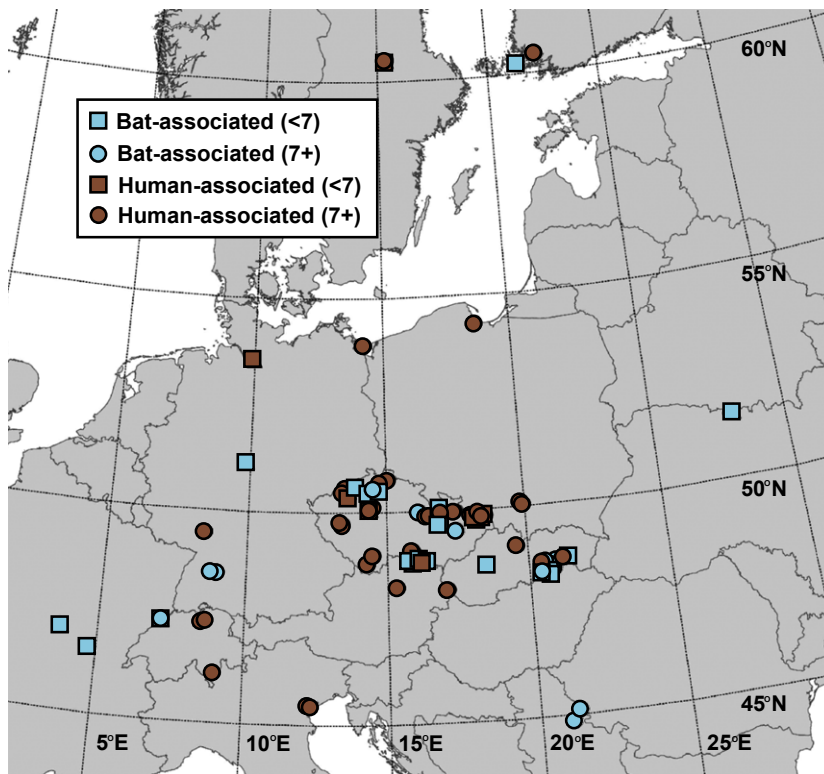 60°N
Bat-associated (<7)
Bat-associated (7+)
Human-associated (<7)
Human-associated (7+)
55°N
50°N
45°N
5°E 10°E 15°E 20°E 25°E